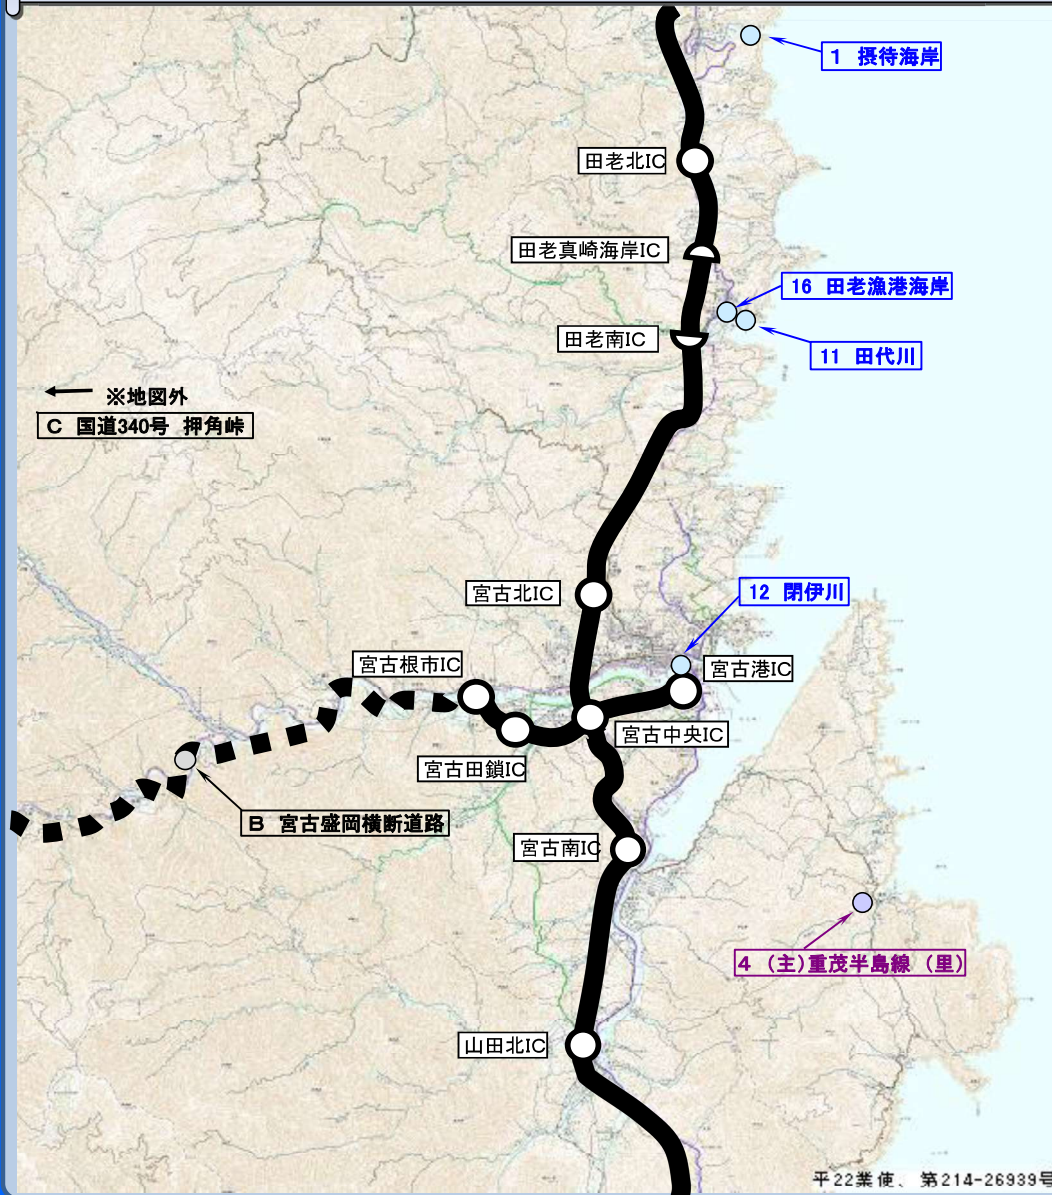 1 摂待海岸
田老北IC
田老真崎海岸IC
16 田老漁港海岸
田老南IC
11 田代川
※地図外
C 国道340号 押角峠
宮古北IC
12 閉伊川
宮古根市IC
宮古港IC
宮古中央IC
宮古田鎖IC
B 宮古盛岡横断道路
宮古南IC
4 (主)重茂半島線 (里)
山田北IC
平22業使、第214-26939号